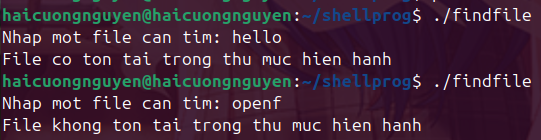 haicuongnguyen@haicuongnguyen:~/shellprog$ ./findfile
Nhap mot file can tim: hello
File co ton tai trong thu muc hien hanh
haicuongnguyen@haicuongnguyen:~/shellprog$ ./findfile
Nhap mot file can tim: openf
File khong ton tai trong thu muc hien hanh